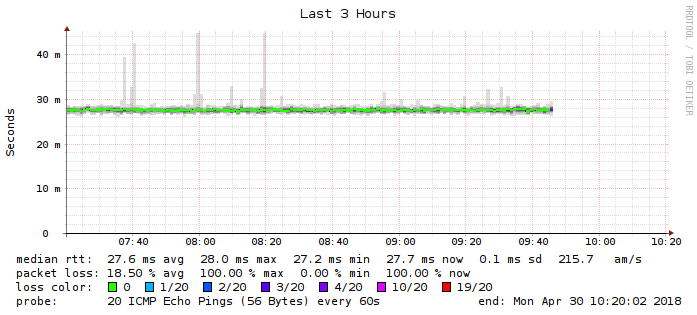 Last 3 Hours
RRDTOOL / TOBI OETIKER
Seconds
40 m
30 m
20 m
10 m
0
07:40 08:00 08:20 08:40 09:00 09:20 09:40 10:00 10:20
median rtt: 27.6 ms avg 28.0 ms max 27.2 ms min 27.7 ms now 0.1 ms sd 215.7 am/s
packet loss: 18.50 % avg 100.00 % max 0.00 % min 100.00 % now
loss color: 0 1/20 2/20 3/20 4/20 10/20 19/20
probe: 20 ICMP Echo Pings (56 Bytes) every 60s end: Mon Apr 30 10:20:02 2018